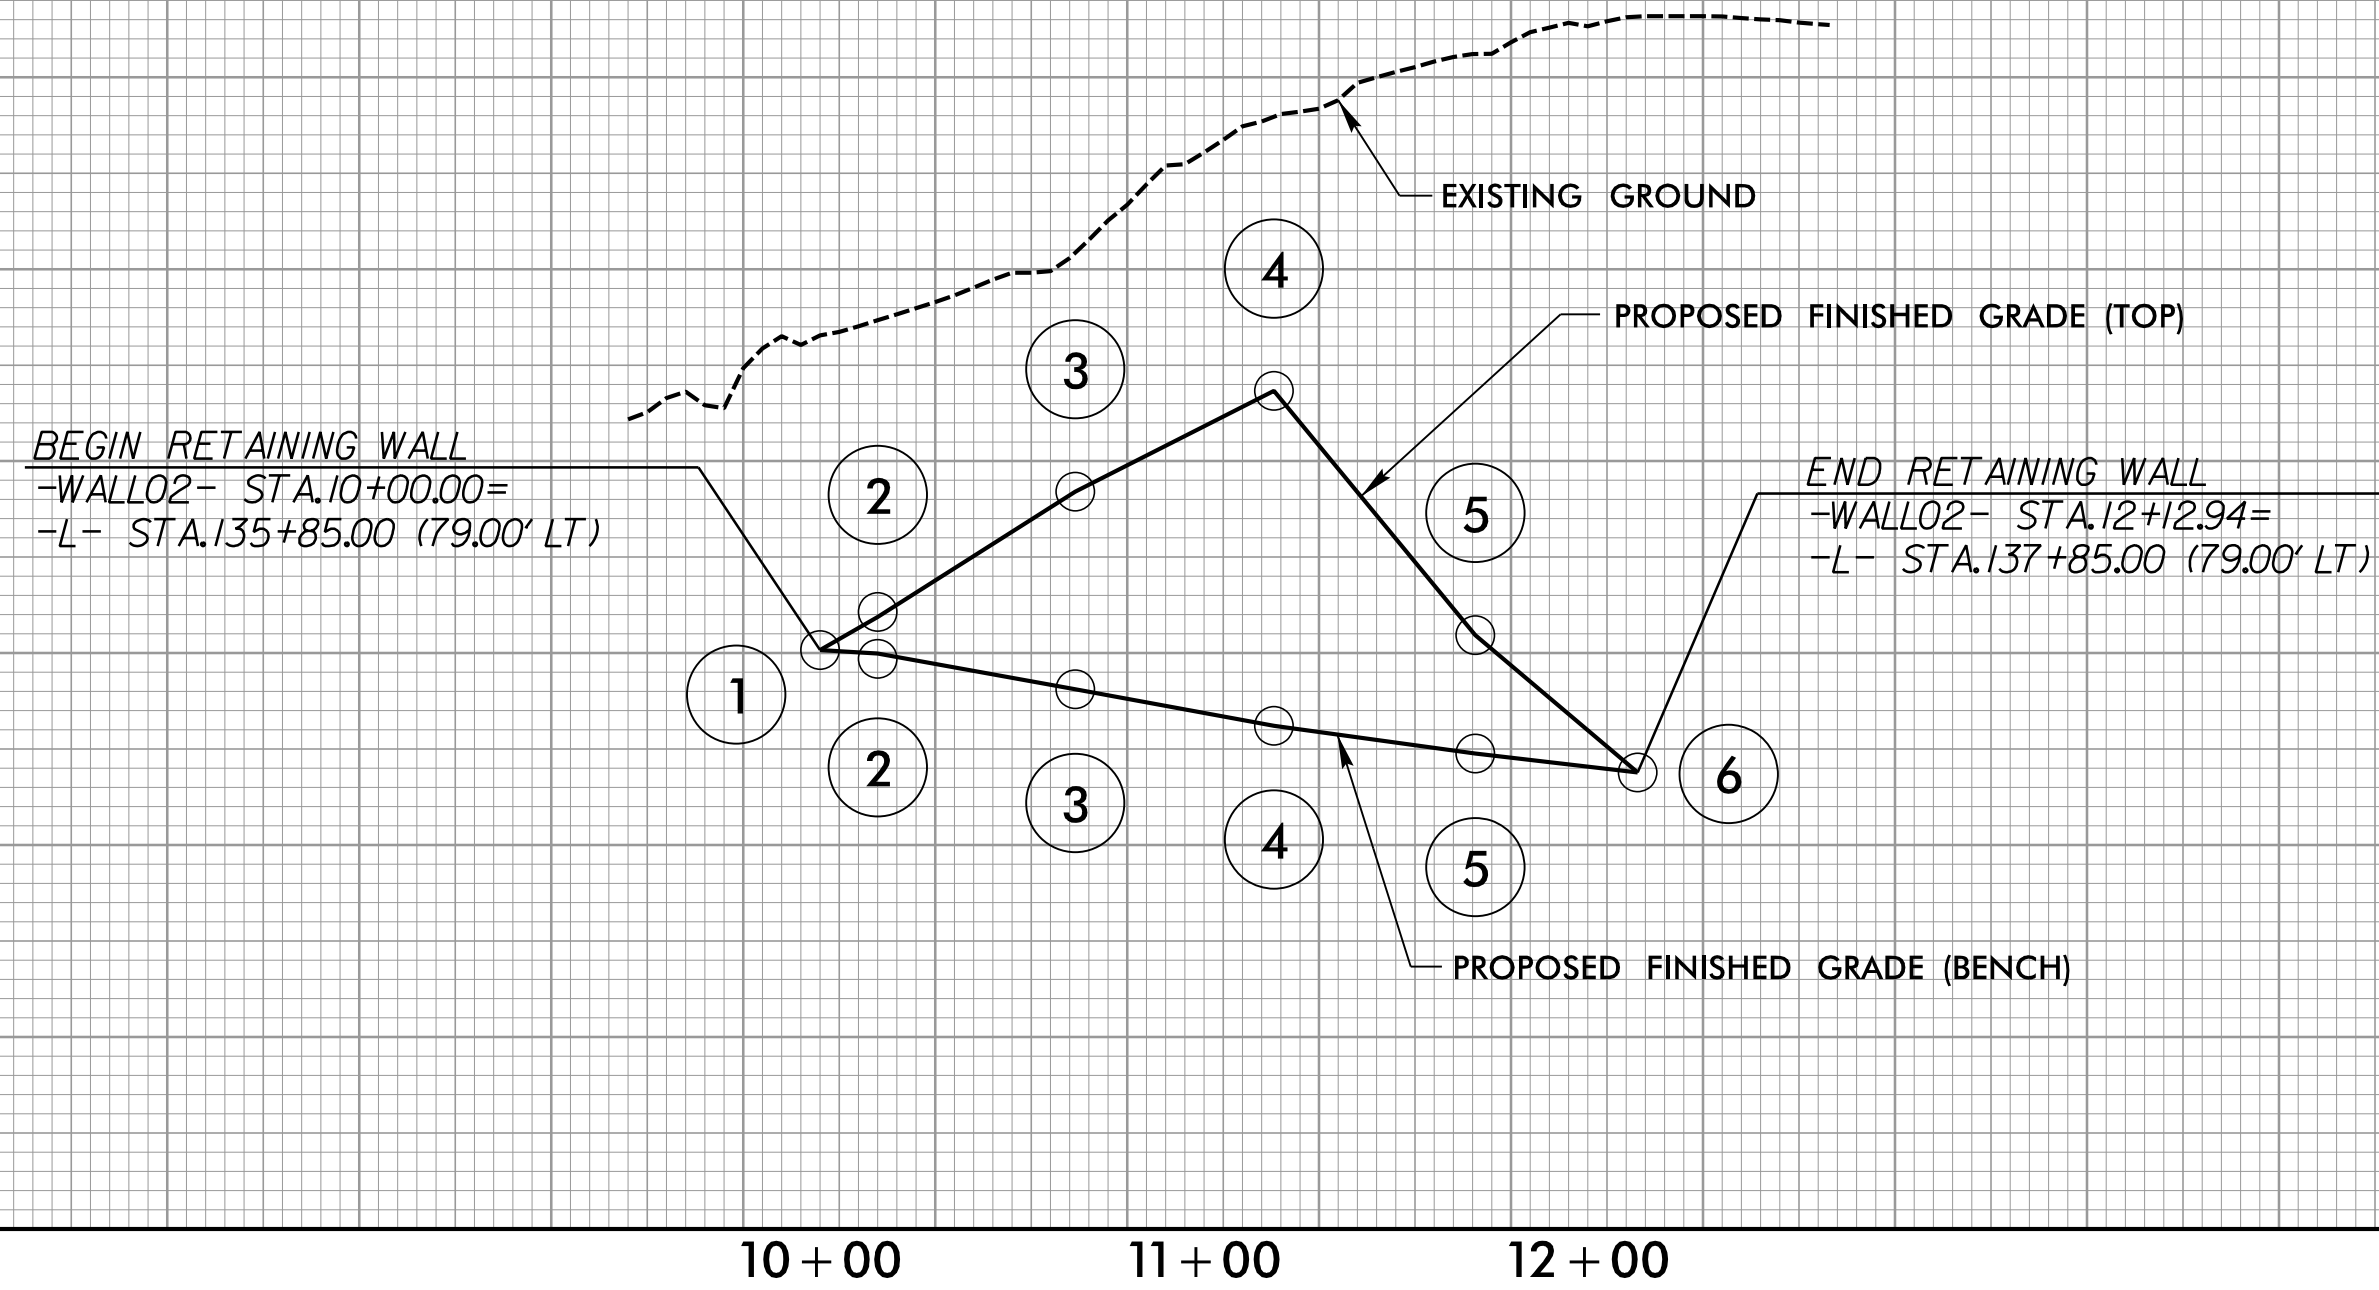 EXISTING GROUND
4
PROPOSED FINISHED GRADE (TOP)
3
BEGIN RETAINING WALL
-WALL02- STA.10+00.00=
-L- STA.135+85.00 (79.00' LT)
2
END RETAINING WALL
-WALL02- STA.12+12.94=
-L- STA.137+85.00 (79.00' LT)
5
1
2
6
3
4
5
PROPOSED FINISHED GRADE (BENCH)
10+00 11+00 12+00